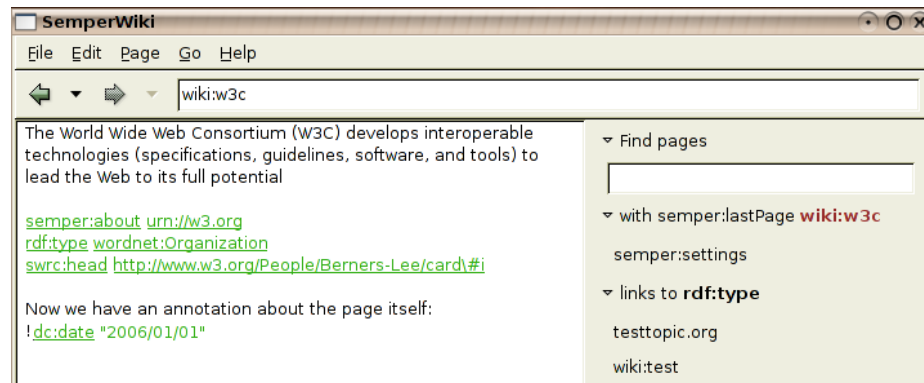 SemperWiki
File Edit Page Go Help
wiki:w3c
The World Wide Web Consortium (W3C) develops interoperable
technologies (specifications, guidelines, software, and tools) to
lead the Web to its full potential
semper:about urn://w3.org
rdf:type wordnet:Organization
swrc:head http://www.w3.org/People/Berners-Lee/card\#i
Now we have an annotation about the page itself:
!dc:date "2006/01/01"
Find pages
with semper:lastPage wiki:w3c
semper:settings
links to rdf:type
testtopic.org
wiki:test